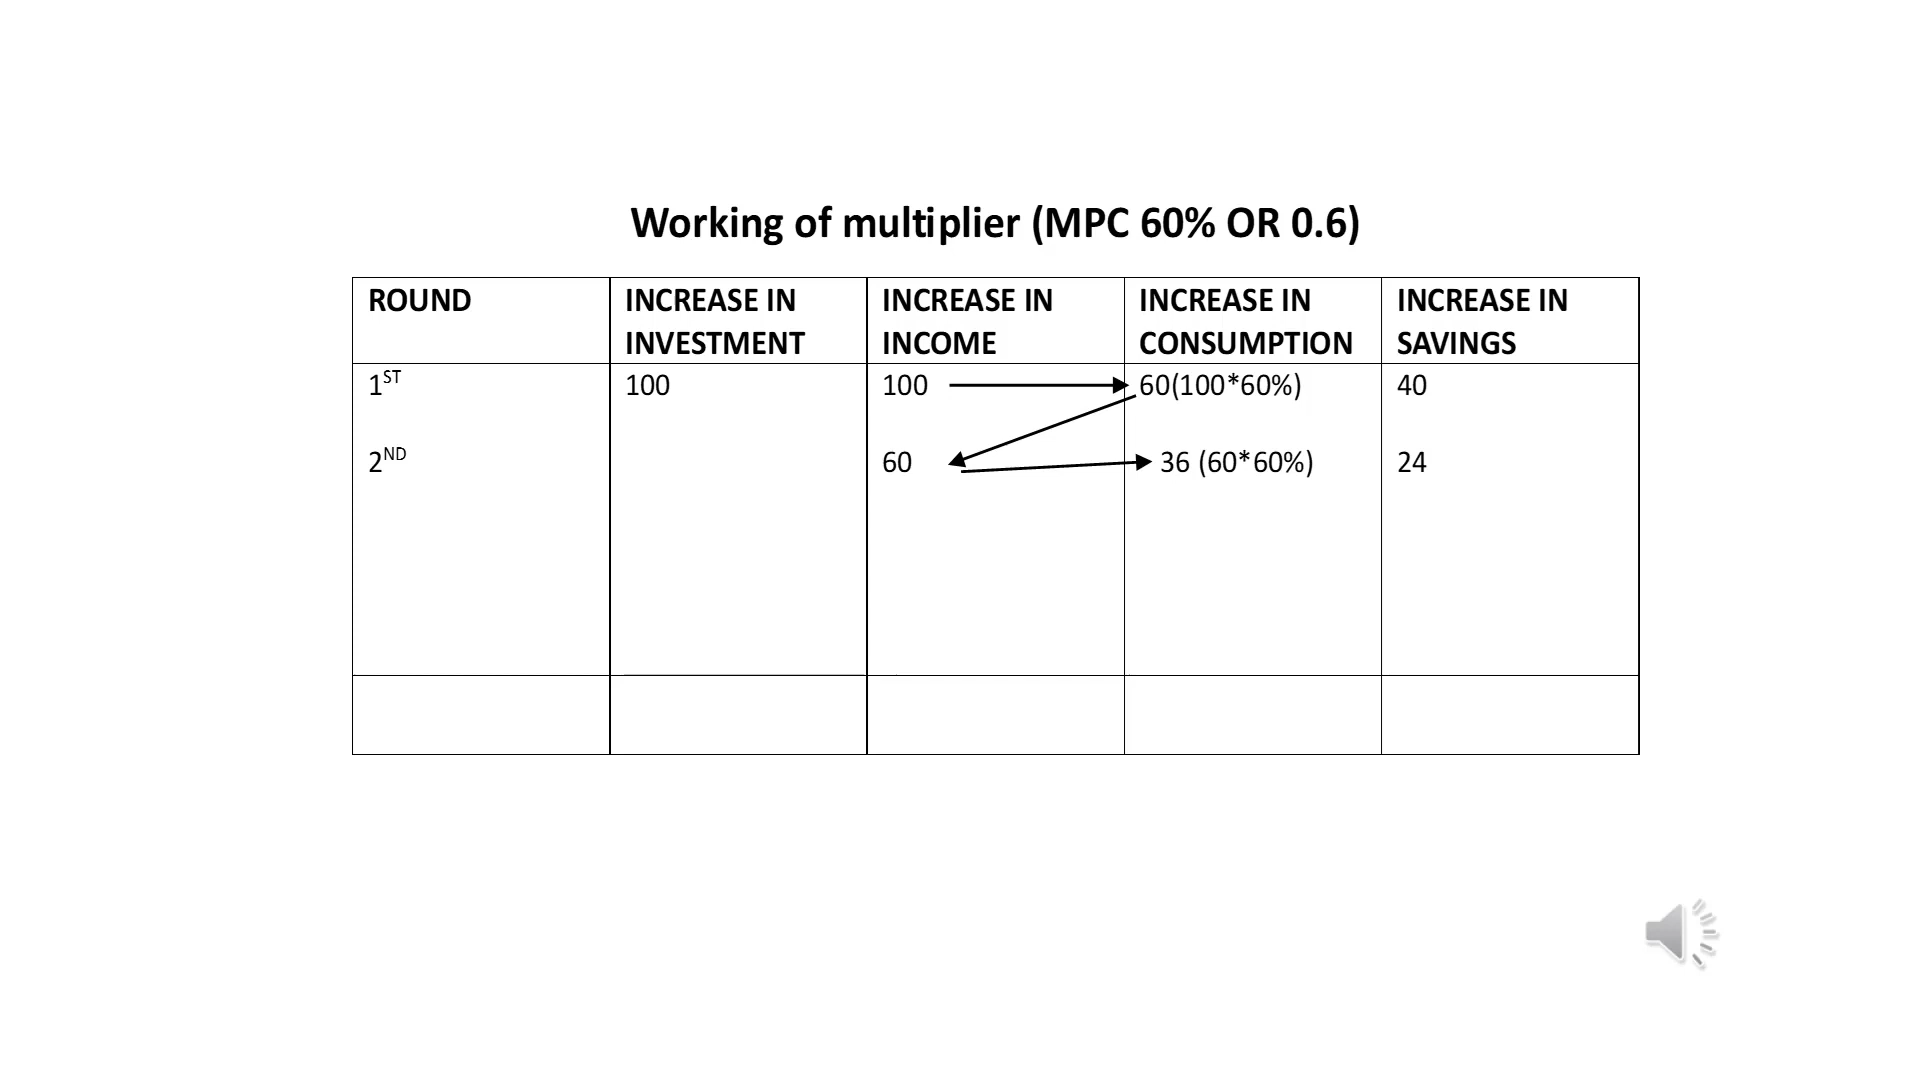 Working of multiplier (MPC 60% OR 0.6)
ROUND INCREASE IN INVESTMENT INCREASE IN INCOME INCREASE IN CONSUMPTION INCREASE IN SAVINGS
1ST 100 100 60(100*60%) 40
2ND 60 36 (60*60%) 24